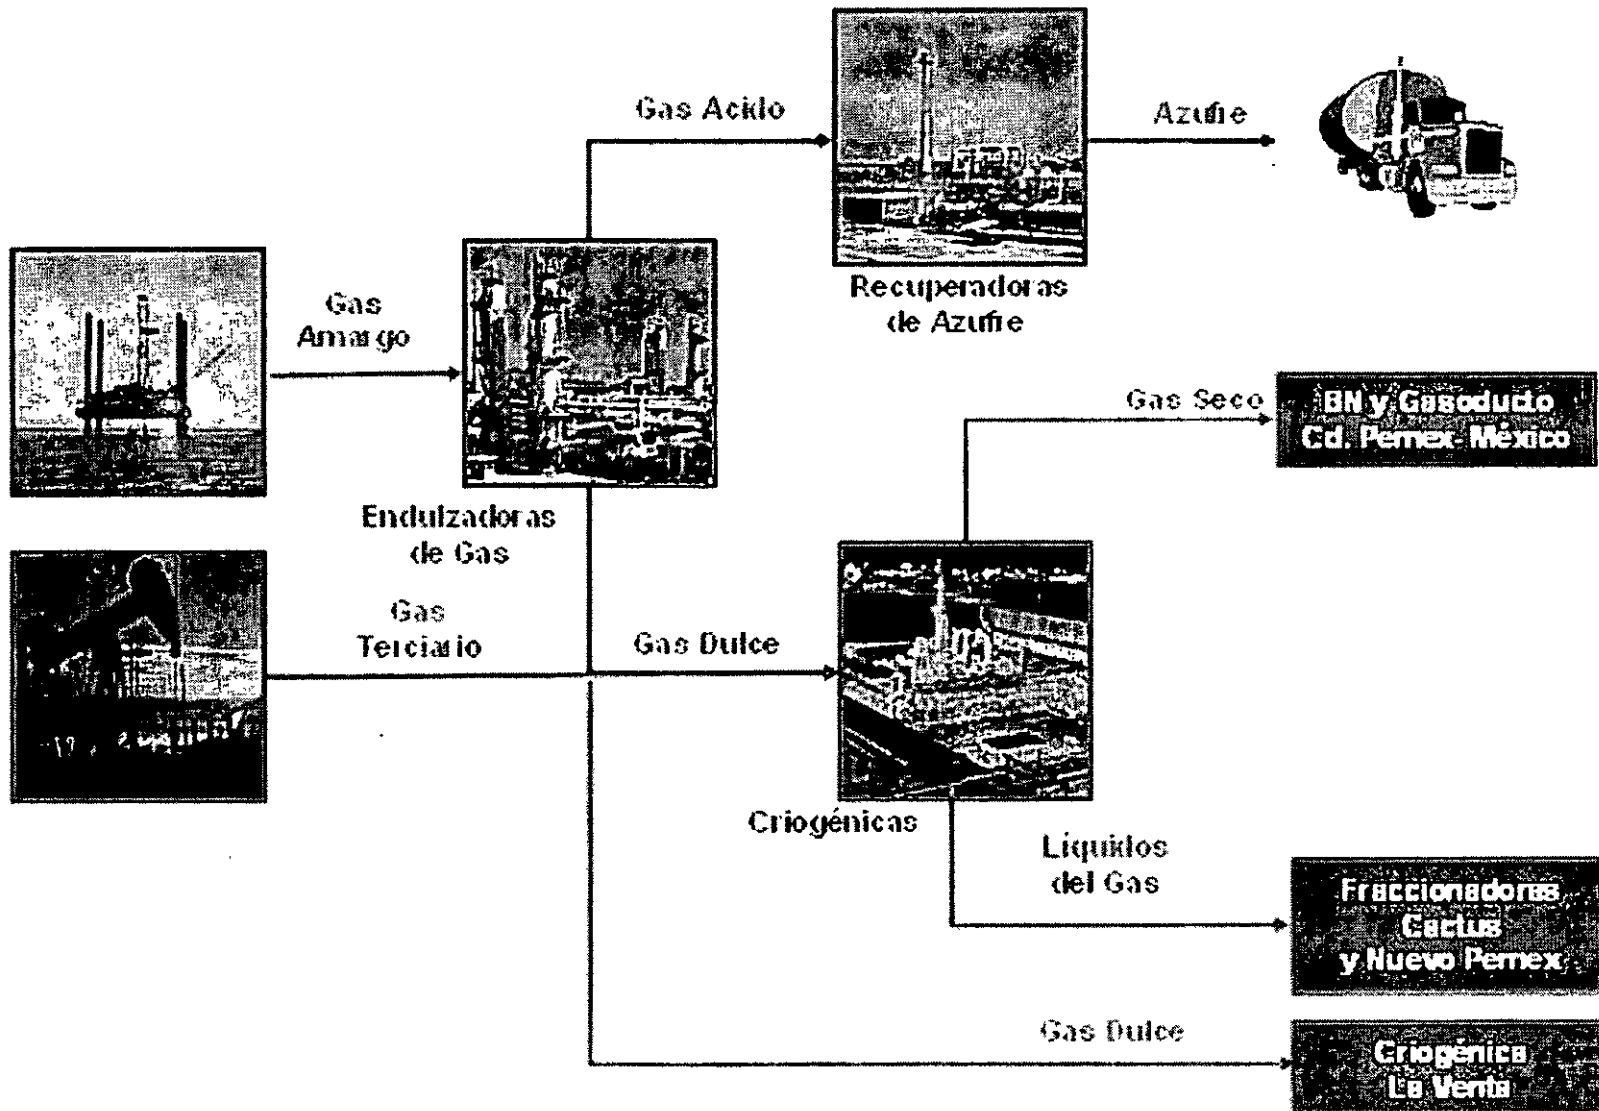 Gas Acido
Azufre
Recuperadoras
de Azufre
Gas
Amargo
Endulzadoras
de Gas
Gas Seco
BN y Gasoducto
Cd. Pemex-México
Gas
Terciario
Gas Dulce
Criogénicas
Líquidos
del Gas
Fraccionadoras
Cactus
y Nuevo Pemex
Gas Dulce
Criogénica
La Venta